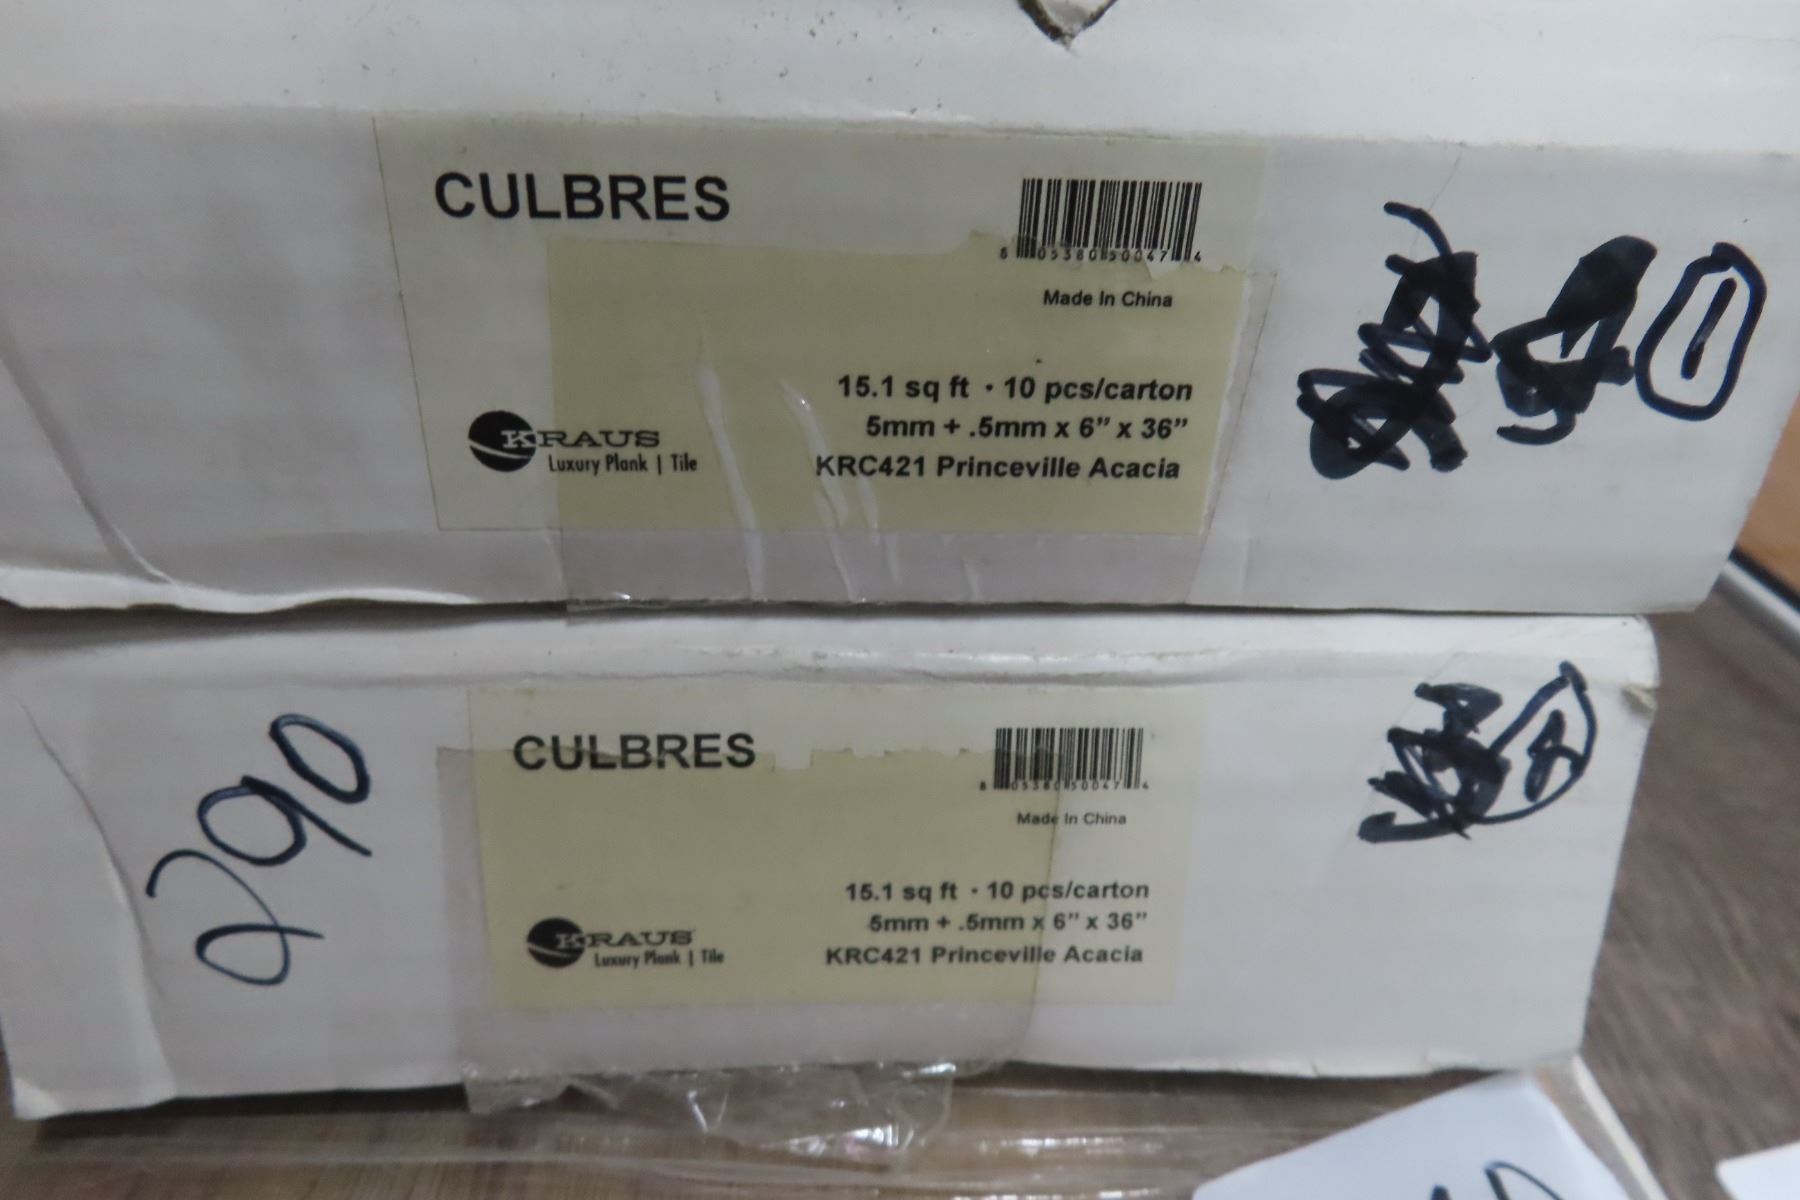 CULBRES
Made In China
15.1 sq ft • 10 pcs/carton
5mm + .5mm x 6” x 36”
KRC421 Princeville Acacia
KRAUS
Luxury Plank | Tile
1
CULBRES
Made In China
15.1 sq ft • 10 pcs/carton
5mm + .5mm x 6” x 36”
KRC421 Princeville Acacia
KRAUS
Luxury Plank | Tile